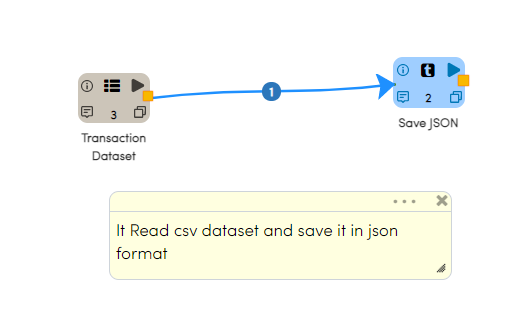 1
3
2
Transaction
Dataset
Save JSON
It Read csv dataset and save it in json
format